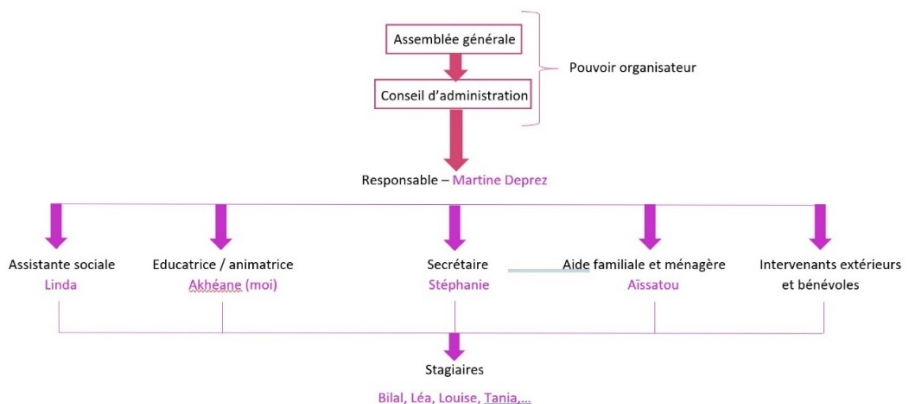 Assemblée générale
Pouvoir organisateur
Conseil d’administration
Responsable – Martine Deprez
Assistante sociale
Linda
Educatrice / animatrice
Akhéane (moi)
Secrétaire
Stéphanie
Aide familiale et ménagère
Aïssatou
Intervenants extérieurs
et bénévoles
Stagiaires
Bilal, Léa, Louise, Tania,…